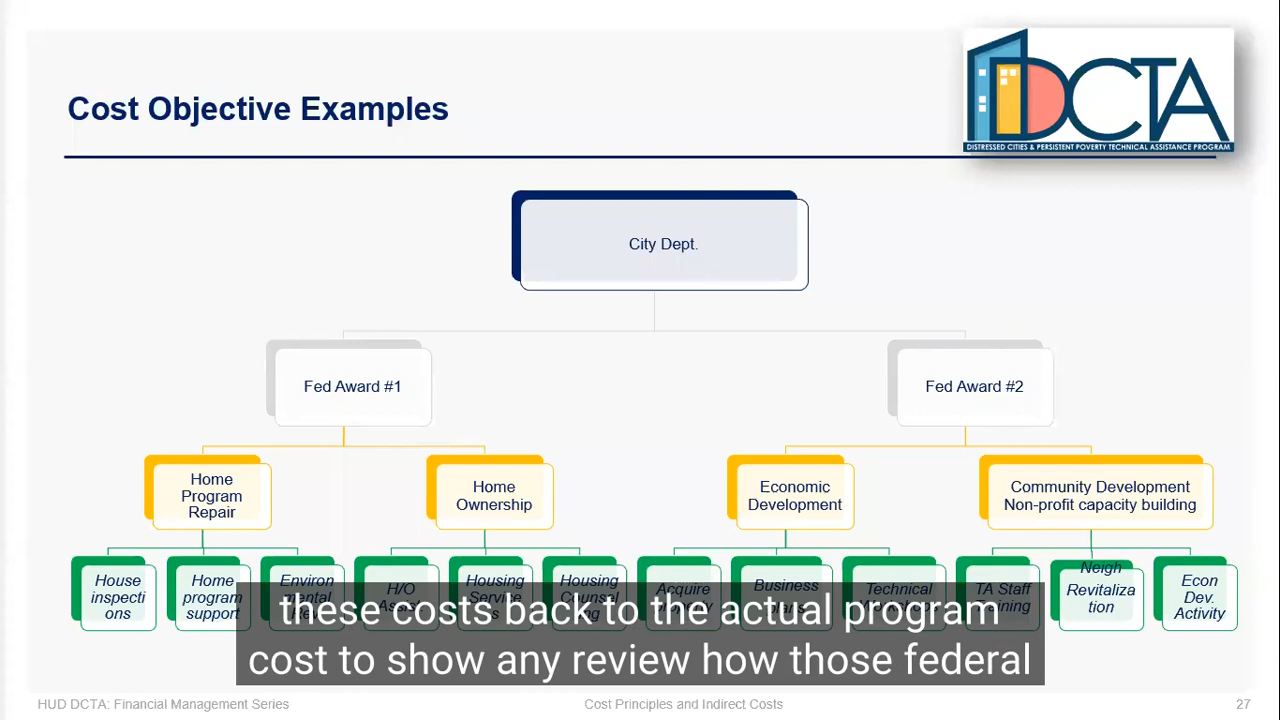 DCTA
DISTRESSED CITIES & PERSISTENT POVERTY TECHNICAL ASSISTANCE PROGRAM
Cost Objective Examples
City Dept.
Fed Award #1
Fed Award #2
Home
Program
Repair
Home
Ownership
Economic
Development
Community Development
Non-profit capacity building
House
inspecti
ons
Home
program
support
Environ
H/O
Assist
Housing
Service
s
Housing
Counsel
Acquire
Business
Technical
TA Staff
Neigh
Revitaliza
tion
Econ
Dev.
Activity
these costs back to the actual program
cost to show any review how those federal
HUD DCTA: Financial Management Series
Cost Principles and Indirect Costs
27